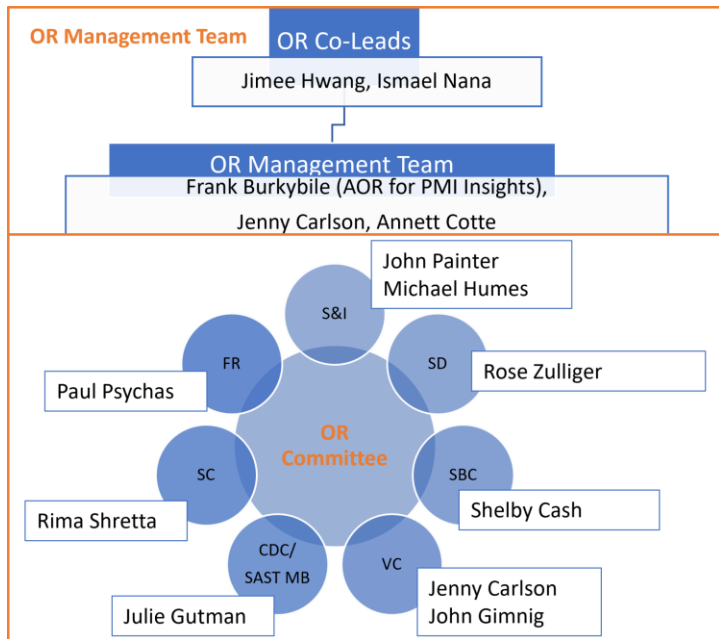 OR Management Team
OR Co-Leads
Jimee Hwang, Ismael Nana
OR Management Team
Frank Burkybile (AOR for PMI Insights),
Jenny Carlson, Annett Cotte
John Painter
Michael Humes
S&I
FR
SD
Paul Psychas
Rose Zulliger
OR
Committee
SC
SBC
Rima Shretta
Shelby Cash
CDC/
SAST MB
VC
Julie Gutman
Jenny Carlson
John Gimnig